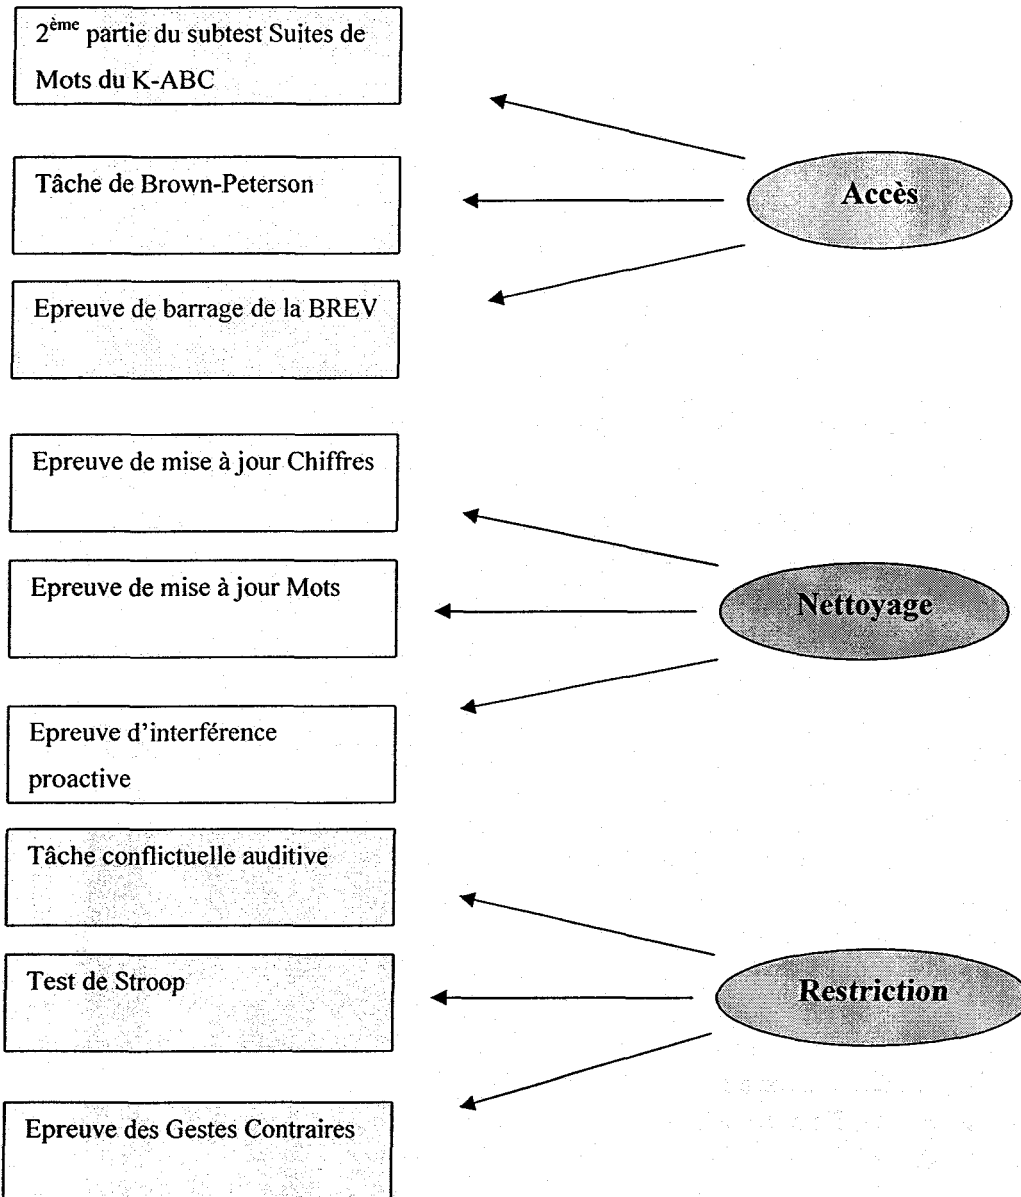 2ème partie du subtest Suites de
Mots du K-ABC
Tâche de Brown-Peterson
Accès
Epreuve de barrage de la BREV
Epreuve de mise à jour Chiffres
Epreuve de mise à jour Mots
Nettoyage
Epreuve d'interférence
proactive
Tâche conflictuelle auditive
Test de Stroop
Restriction
Epreuve des Gestes Contraires